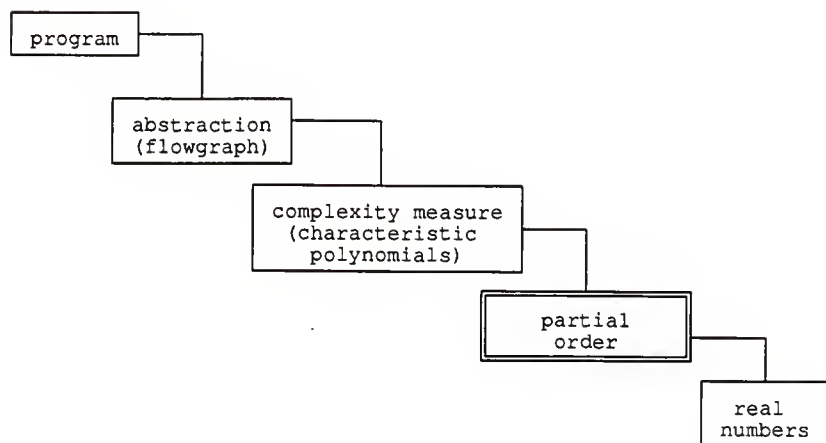 program
abstraction
(flowgraph)
complexity measure
(characteristic
polynomials)
partial
order
real
numbers